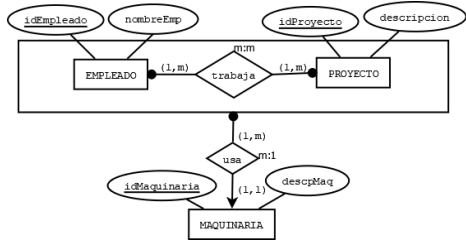 idEmpleado
nombreEmp
idProyecto
descripcion
m:m
EMPLEADO
(1,m)
trabaja
(1,m)
PROYECTO
(1,m)
usa
m:1
idMaquinaria
(1,1)
descpMaq
MAQUINARIA